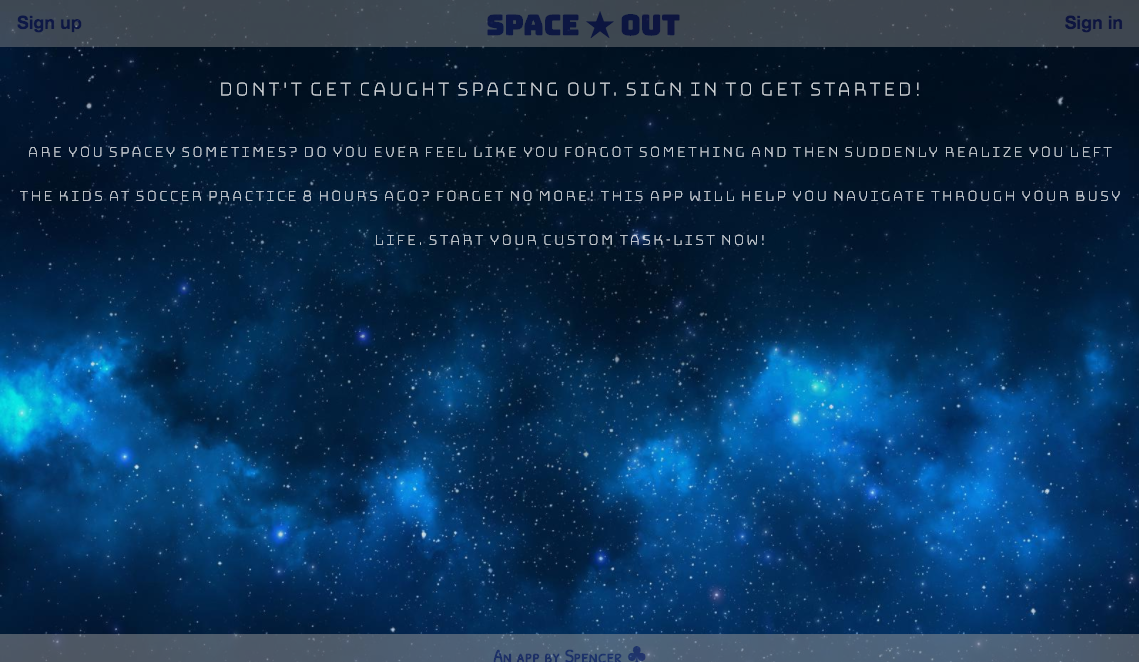 Sign up
SPACE ★ OUT
Sign in
DON'T GET CAUGHT SPACING OUT. SIGN IN TO GET STARTED!
ARE YOU SPACEY SOMETIMES? DO YOU EVER FEEL LIKE YOU FORGOT SOMETHING AND THEN SUDDENLY REALIZE YOU LEFT
THE KIDS AT SOCCER PRACTICE 8 HOURS AGO? FORGET NO MORE! THIS APP WILL HELP YOU NAVIGATE THROUGH YOUR BUSY
LIFE. START YOUR CUSTOM TASK-LIST NOW!
AN APP BY SPENCER ♣